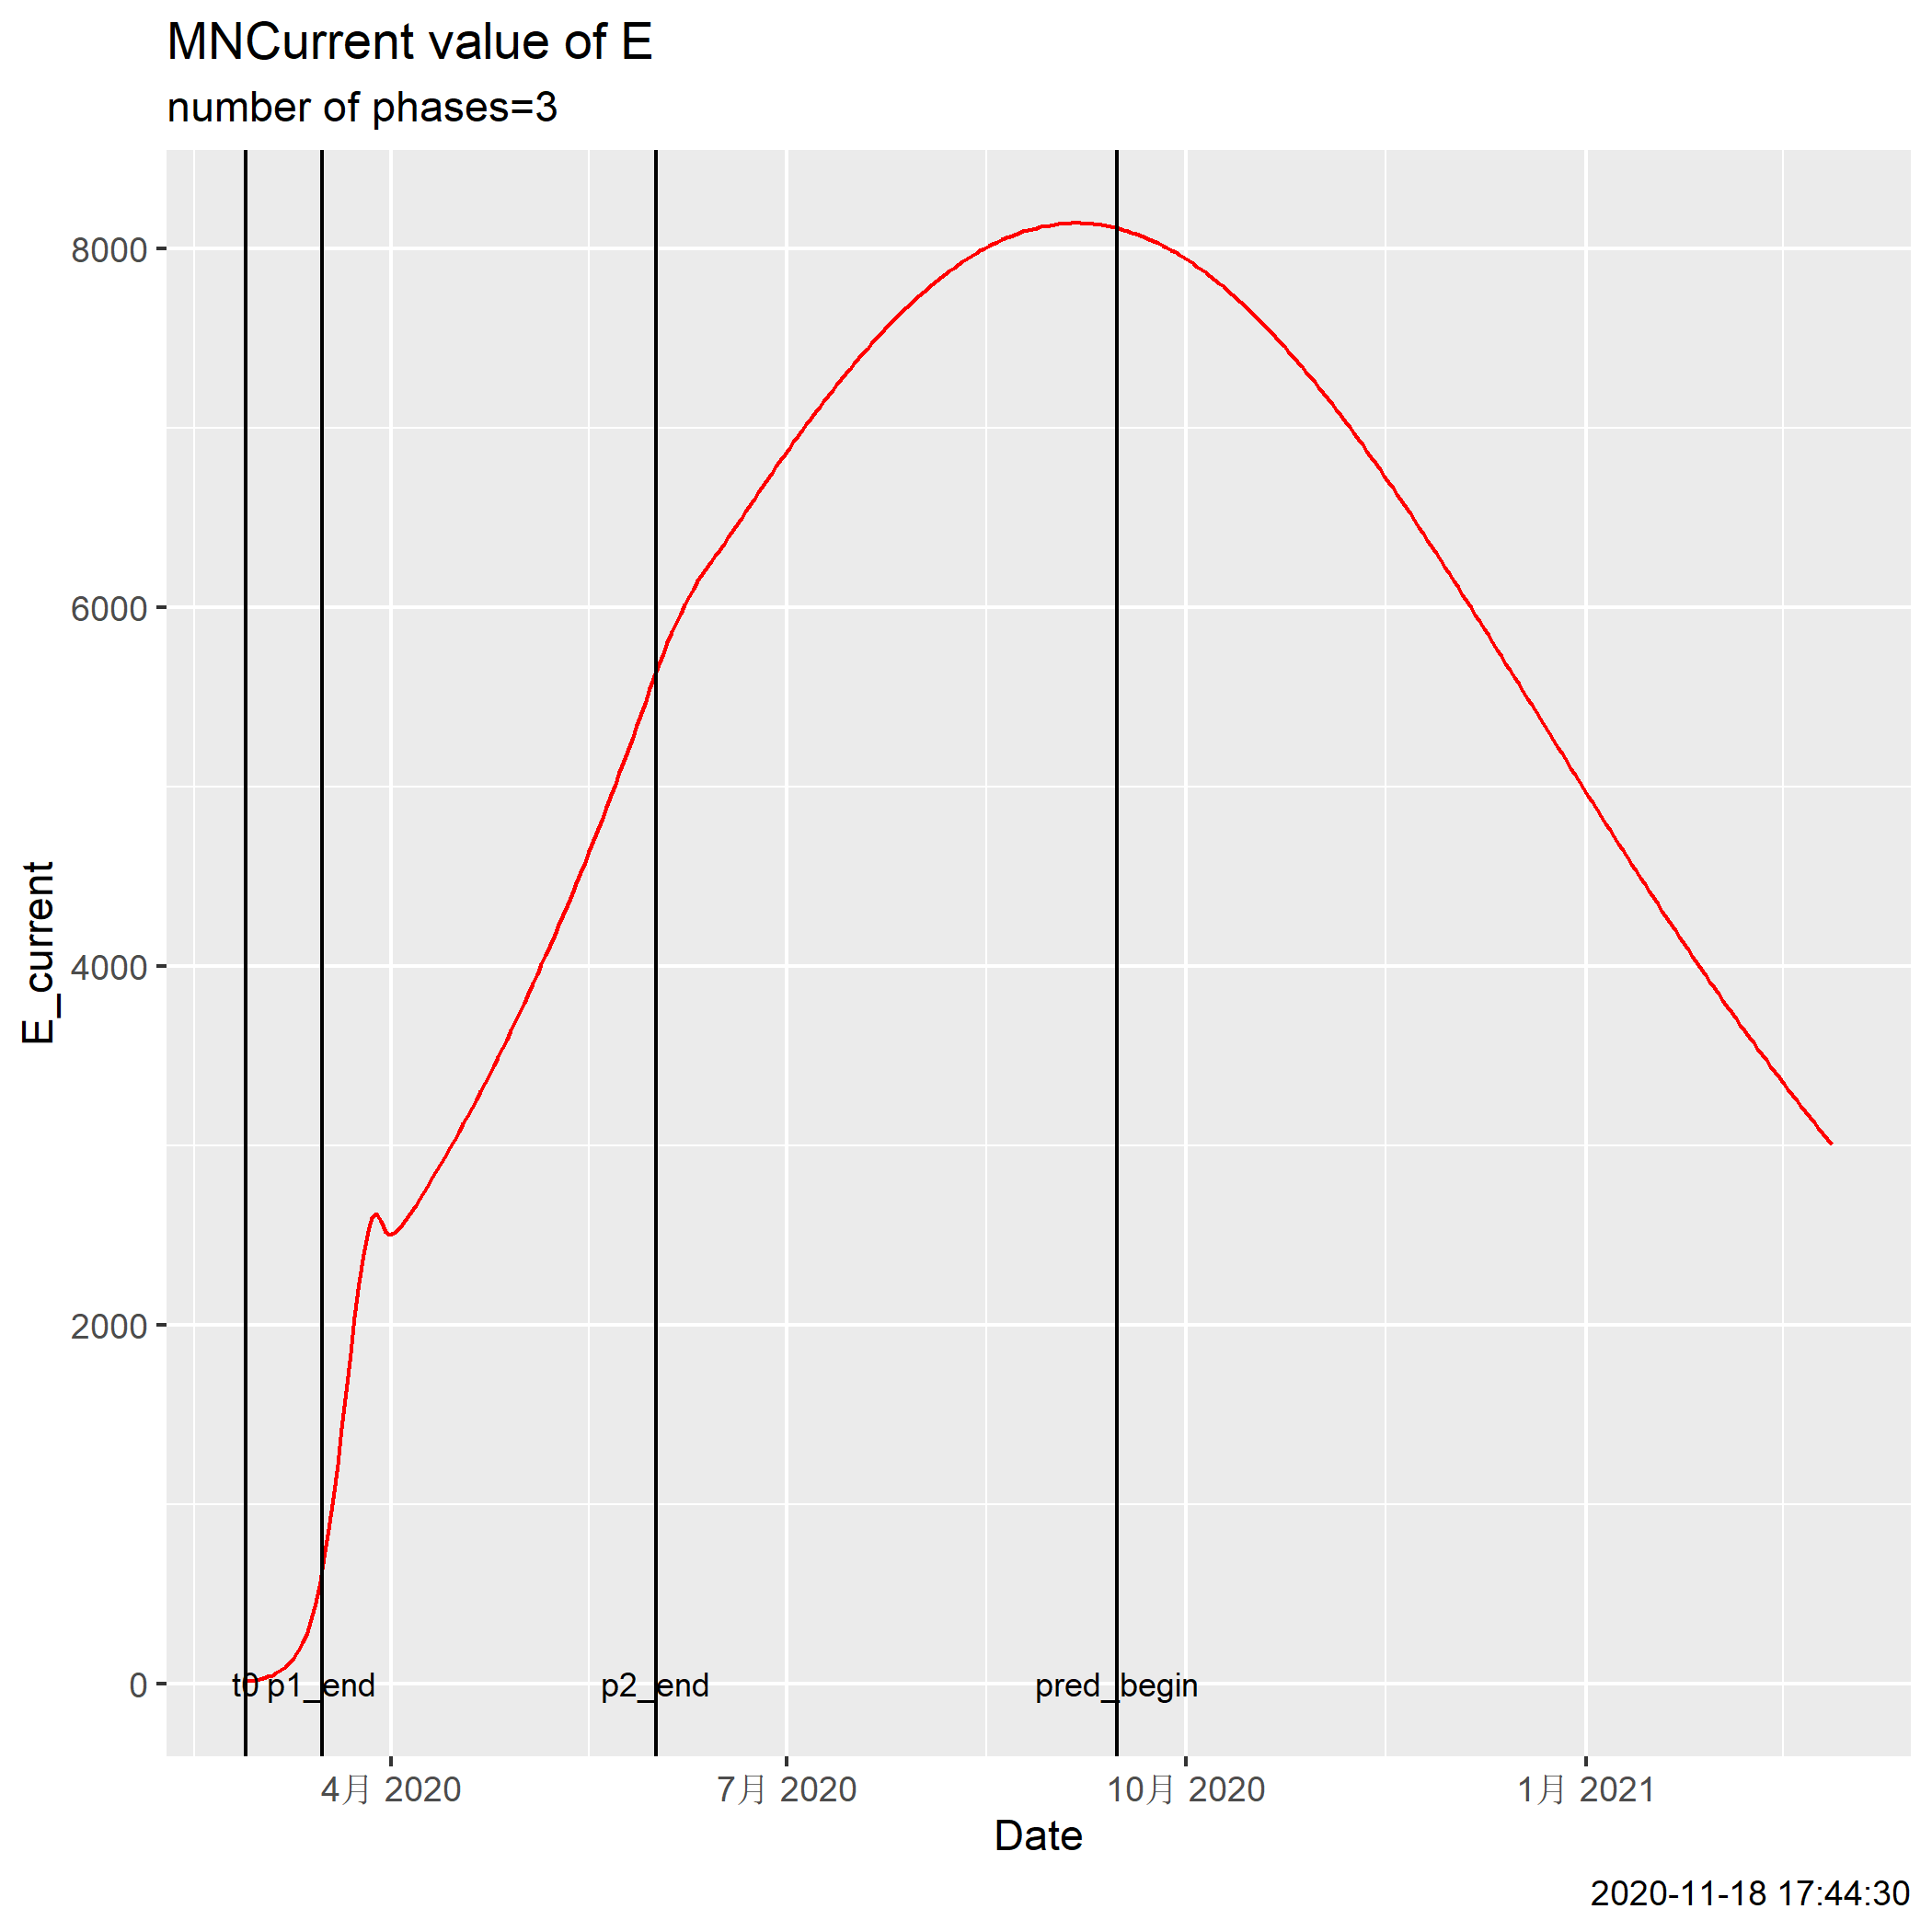 MNCurrent value of E
number of phases=3
8000
6000
4000
2000
0
E_current
t0 p1_end p2_end pred_begin
4月 2020 7月 2020 10月 2020 1月 2021
Date
2020-11-18 17:44:30